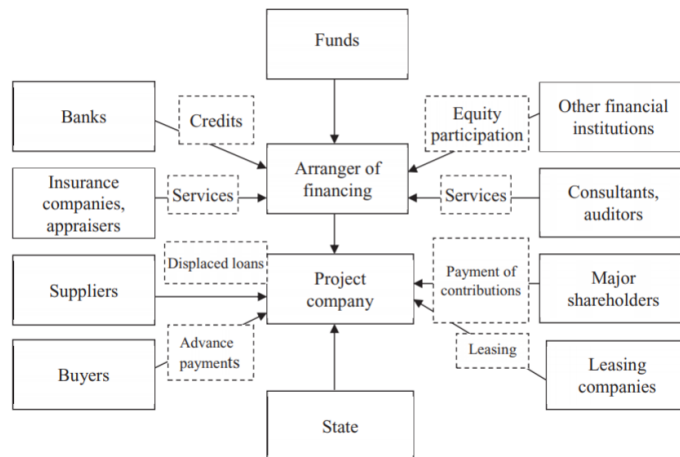 Funds
Banks
Credits
Equity
participation
Other financial
institutions
Arranger of
financing
Insurance
companies,
appraisers
Services
Services
Consultants,
auditors
Displaced loans
Suppliers
Project
company
Payment of
contributions
Major
shareholders
Buyers
Advance
payments
Leasing
Leasing
companies
State